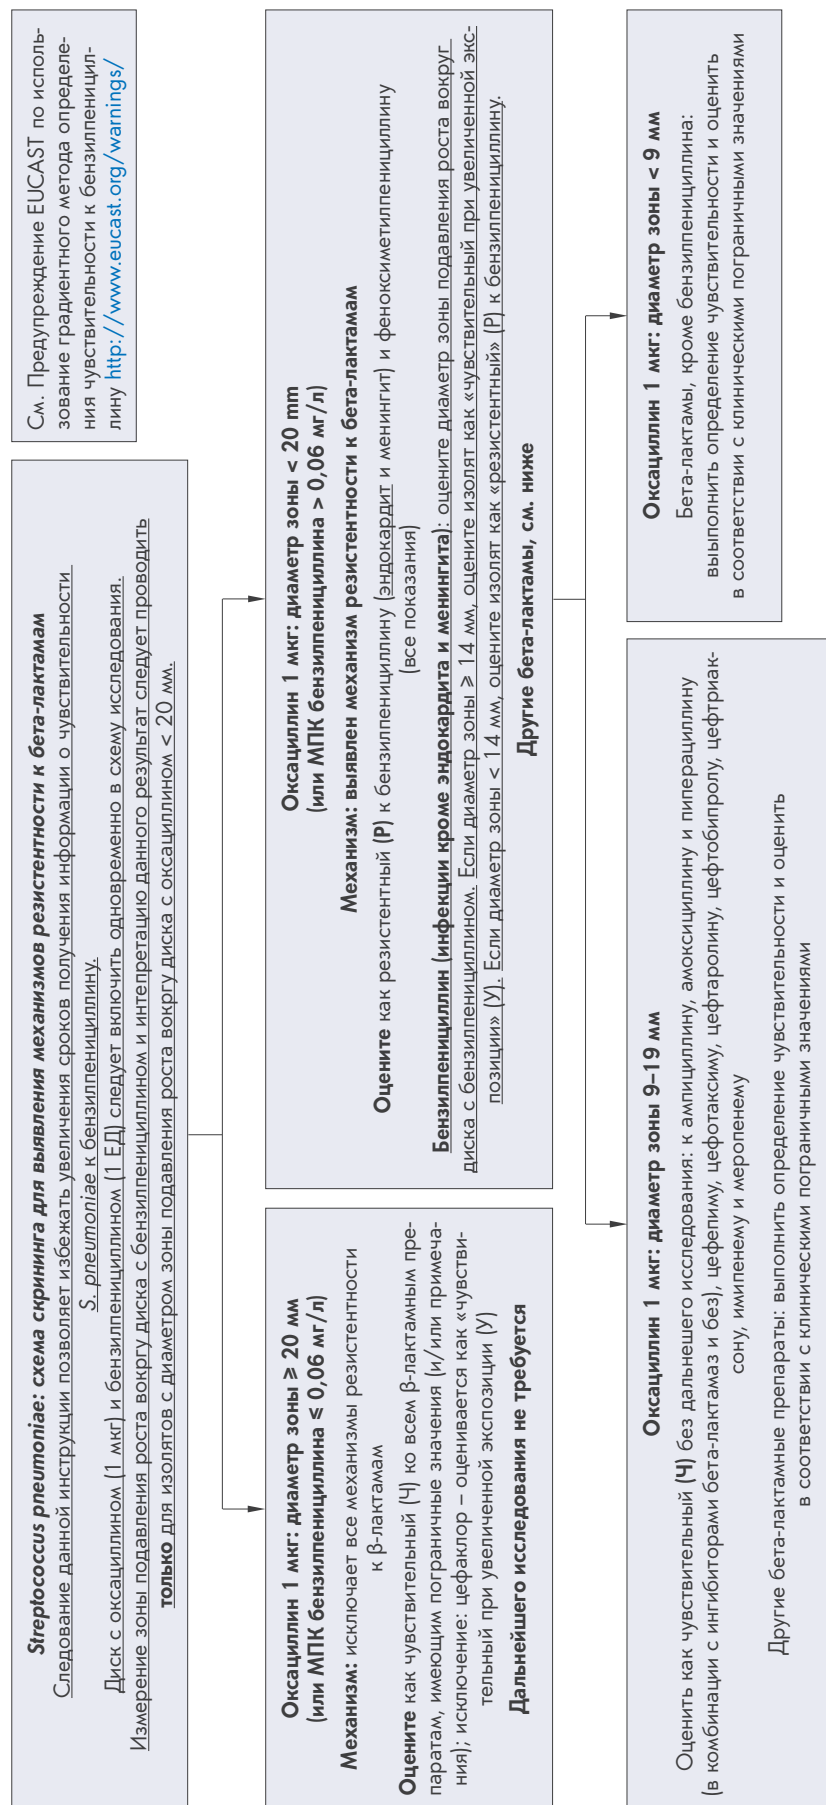 Streptococcus pneumoniae: схема скрининга для выявления механизмов резистентности к бета-лактамам
Следование данной инструкции позволяет избежать увеличения сроков получения информации о чувствительности
S. pneumoniae к бензилпенициллину.
Диск с оксациллином (1 мкг) и бензилпенициллином (1 ЕД) следует включить одновременно в схему исследования.
Измерение зоны подавления роста вокргу диска с бензилпенициллином и интепретацию данного результат следует проводить
только для изолятов с диаметром зоны подавления роста вокргу диска с оксациллином < 20 мм.
См. Предупреждение EUCAST по исполь-
зование градиентного метода определе-
ния чувствительности к бензилпеницил-
лину http://www.eucast.org/warnings/
Оксациллин 1 мкг: диаметр зоны ≥ 20 мм
(или МПК бензилпенициллина ≤ 0,06 мг/л)
Механизм: исключает все механизмы резистентности
к β-лактамам
Оцените как чувствительный (Ч) ко всем β-лактамным пре-
паратам, имеющим пограничные значения (и/или примеча-
ния); исключение: цефаклор – оценивается как «чувстви-
тельный при увеличенной экспозиции (У)
Дальнейшего исследования не требуется
Оксациллин 1 мкг: диаметр зоны < 20 mm
(или МПК бензилпенициллина > 0,06 мг/л)
Механизм: выявлен механизм резистентности к бета-лактамам
Оцените как резистентный (Р) к бензилпенициллину (эндокардит и менингит) и феноксиметилпенициллину
(все показания)
Бензилпенициллин (инфекции кроме эндокардита и менингита): оцените диаметр зоны подавления роста вокруг
диска с бензилпенициллином. Если диаметр зоны ≥ 14 мм, оцените изолят как «чувствительный при увеличенной экс-
позиции» (У). Если диаметр зоны < 14 мм, оцените изолят как «резистентный» (Р) к бензилпенициллину.
Другие бета-лактамы, см. ниже
Оксациллин 1 мкг: диаметр зоны 9–19 мм
Оценить как чувствительный (Ч) без дальнешего исследования: к ампициллину, амоксициллину и пиперациллину
(в комбинации с ингибиторами бета-лактамаз и без), цефепиму, цефотаксиму, цефтаролину, цефтобипролу, цефтриак-
сону, имипенему и меропенему
Другие бета-лактамные препараты: выполнить определение чувствительности и оценить
в соответствии с клиническими пограничными значениями
Оксациллин 1 мкг: диаметр зоны < 9 мм
Бета-лактамы, кроме бензилпенициллина:
выыполнить определение чувствительности и оценить
в соответствии с клиническими пограничными значениями